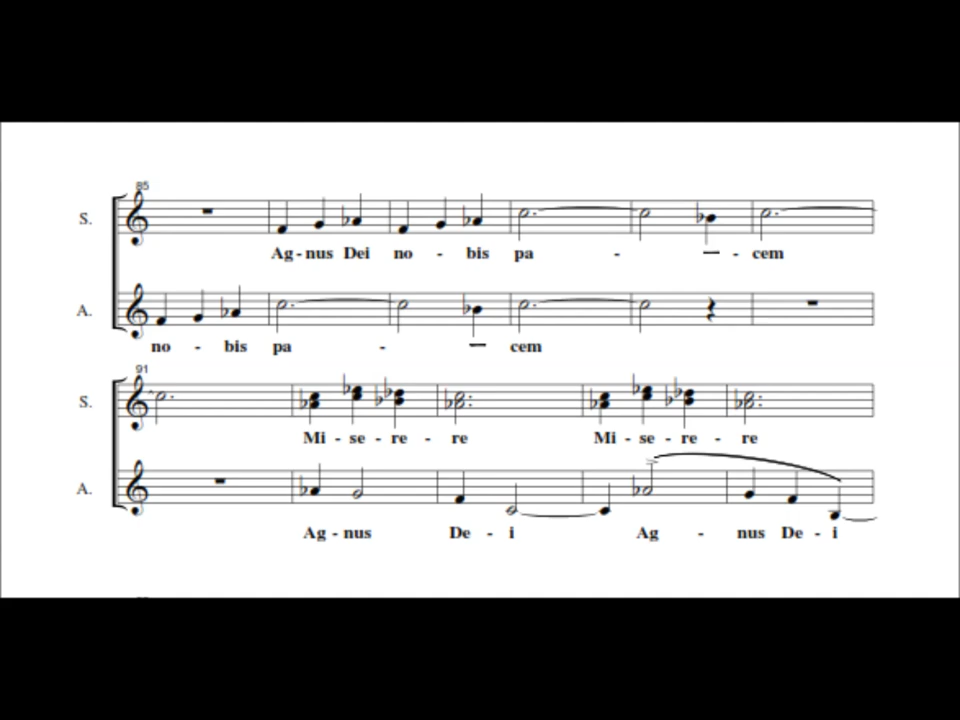 85
S.
Ag - nus Dei no - bis pa - - cem
A.
no - bis pa - cem
91
S.
Mi - se - re - re Mi - se - re - re
A.
Ag - nus De - i Ag - nus De - i